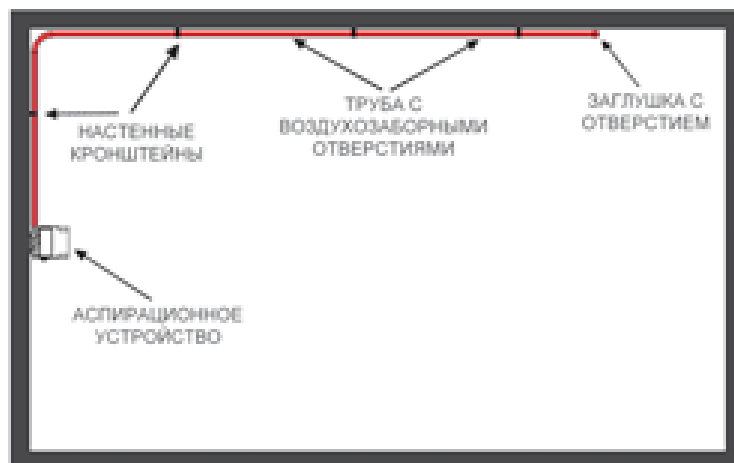 НАСТЕННЫЕ
КРОНШТЕЙНЫ
ТРУБА С
ВОЗДУХОЗАБОРНЫМИ
ОТВЕРСТИЯМИ
ЗАГЛУШКА С
ОТВЕРСТИЕМ
АСПИРАЦИОННОЕ
УСТРОЙСТВО